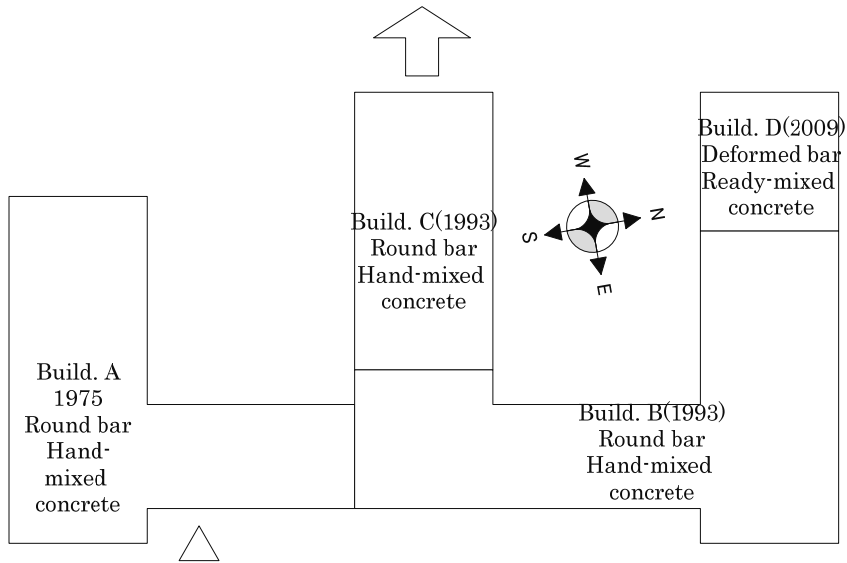 Build. D(2009)
Deformed bar
Ready-mixed
concrete
W
N
S
E
Build. C(1993)
Round bar
Hand-mixed
concrete
Build. A
1975
Round bar
Hand-
mixed
concrete
Build. B(1993)
Round bar
Hand-mixed
concrete